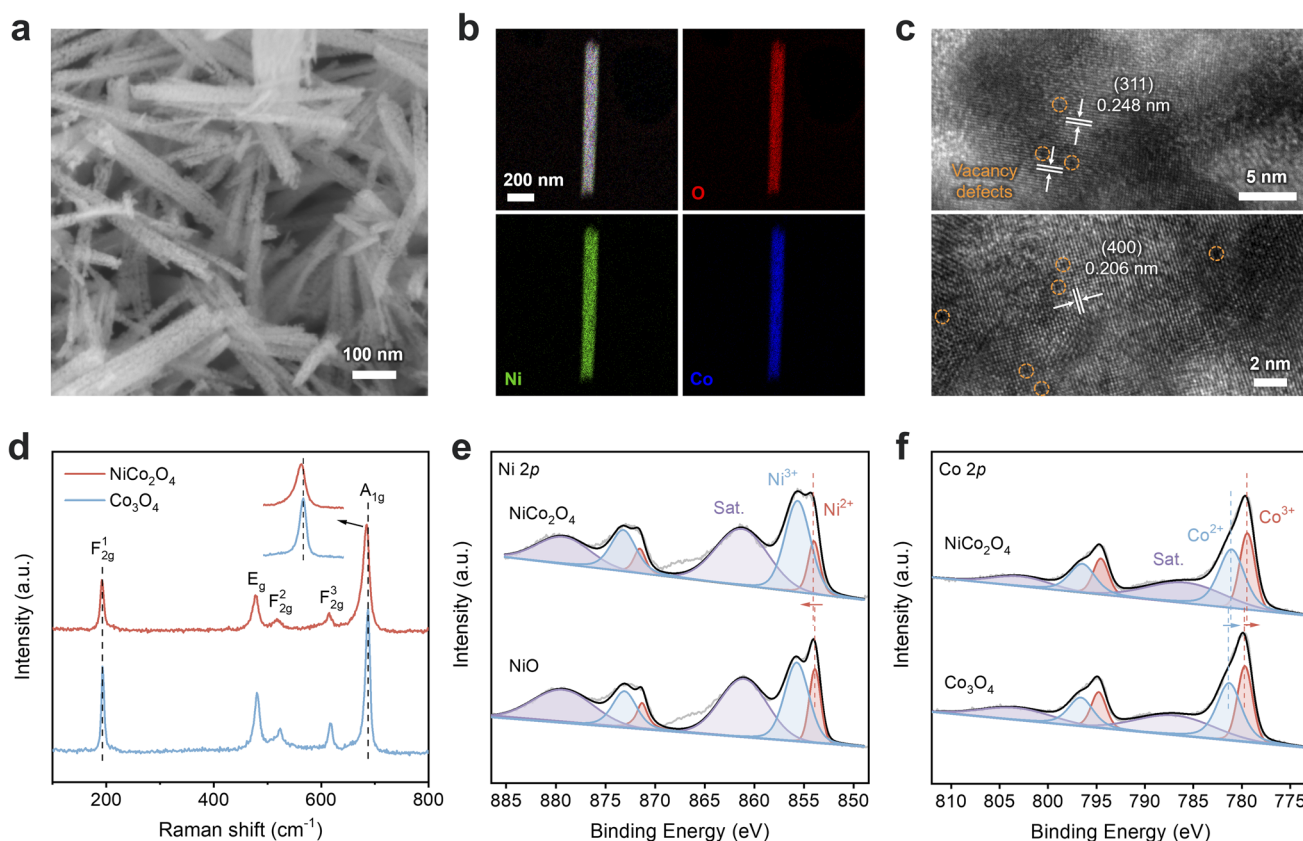 a
100 nm
b
200 nm
O
Ni
Co
c
(311)
0.248 nm
Vacancy
defects
5 nm
(400)
0.206 nm
2 nm
d
NiCo₂O₄
Co₃O₄
A₁g
F¹₂g
E_g
F²₂g
F³₂g
Intensity (a.u.)
200 400 600 800
Raman shift (cm⁻¹)
e
Ni 2p
Ni³⁺
Ni²⁺
NiCo₂O₄
Sat.
NiO
Intensity (a.u.)
885 880 875 870 865 860 855 850
Binding Energy (eV)
f
Co 2p
Co³⁺
Co²⁺
NiCo₂O₄
Sat.
Co₃O₄
Intensity (a.u.)
810 805 800 795 790 785 780 775
Binding Energy (eV)